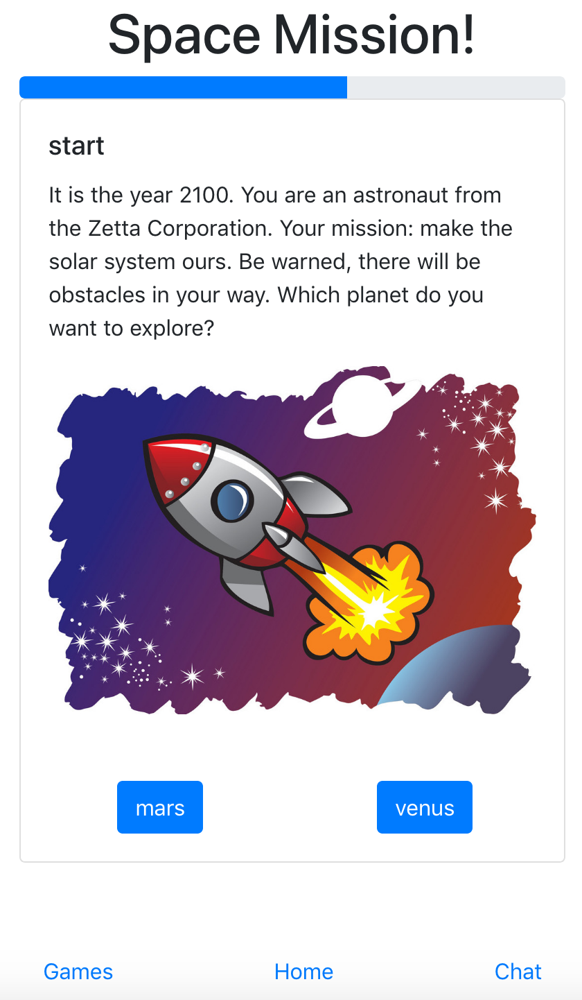 Space Mission!
start
It is the year 2100. You are an astronaut from
the Zetta Corporation. Your mission: make the
solar system ours. Be warned, there will be
obstacles in your way. Which planet do you
want to explore?
mars
venus
Games
Home
Chat